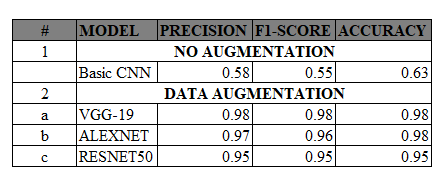 # MODEL PRECISION F1-SCORE ACCURACY
1 NO AUGMENTATION
Basic CNN 0.58 0.55 0.63
2 DATA AUGMENTATION
a VGG-19 0.98 0.98 0.98
b ALEXNET 0.97 0.96 0.98
c RESNET50 0.95 0.95 0.95